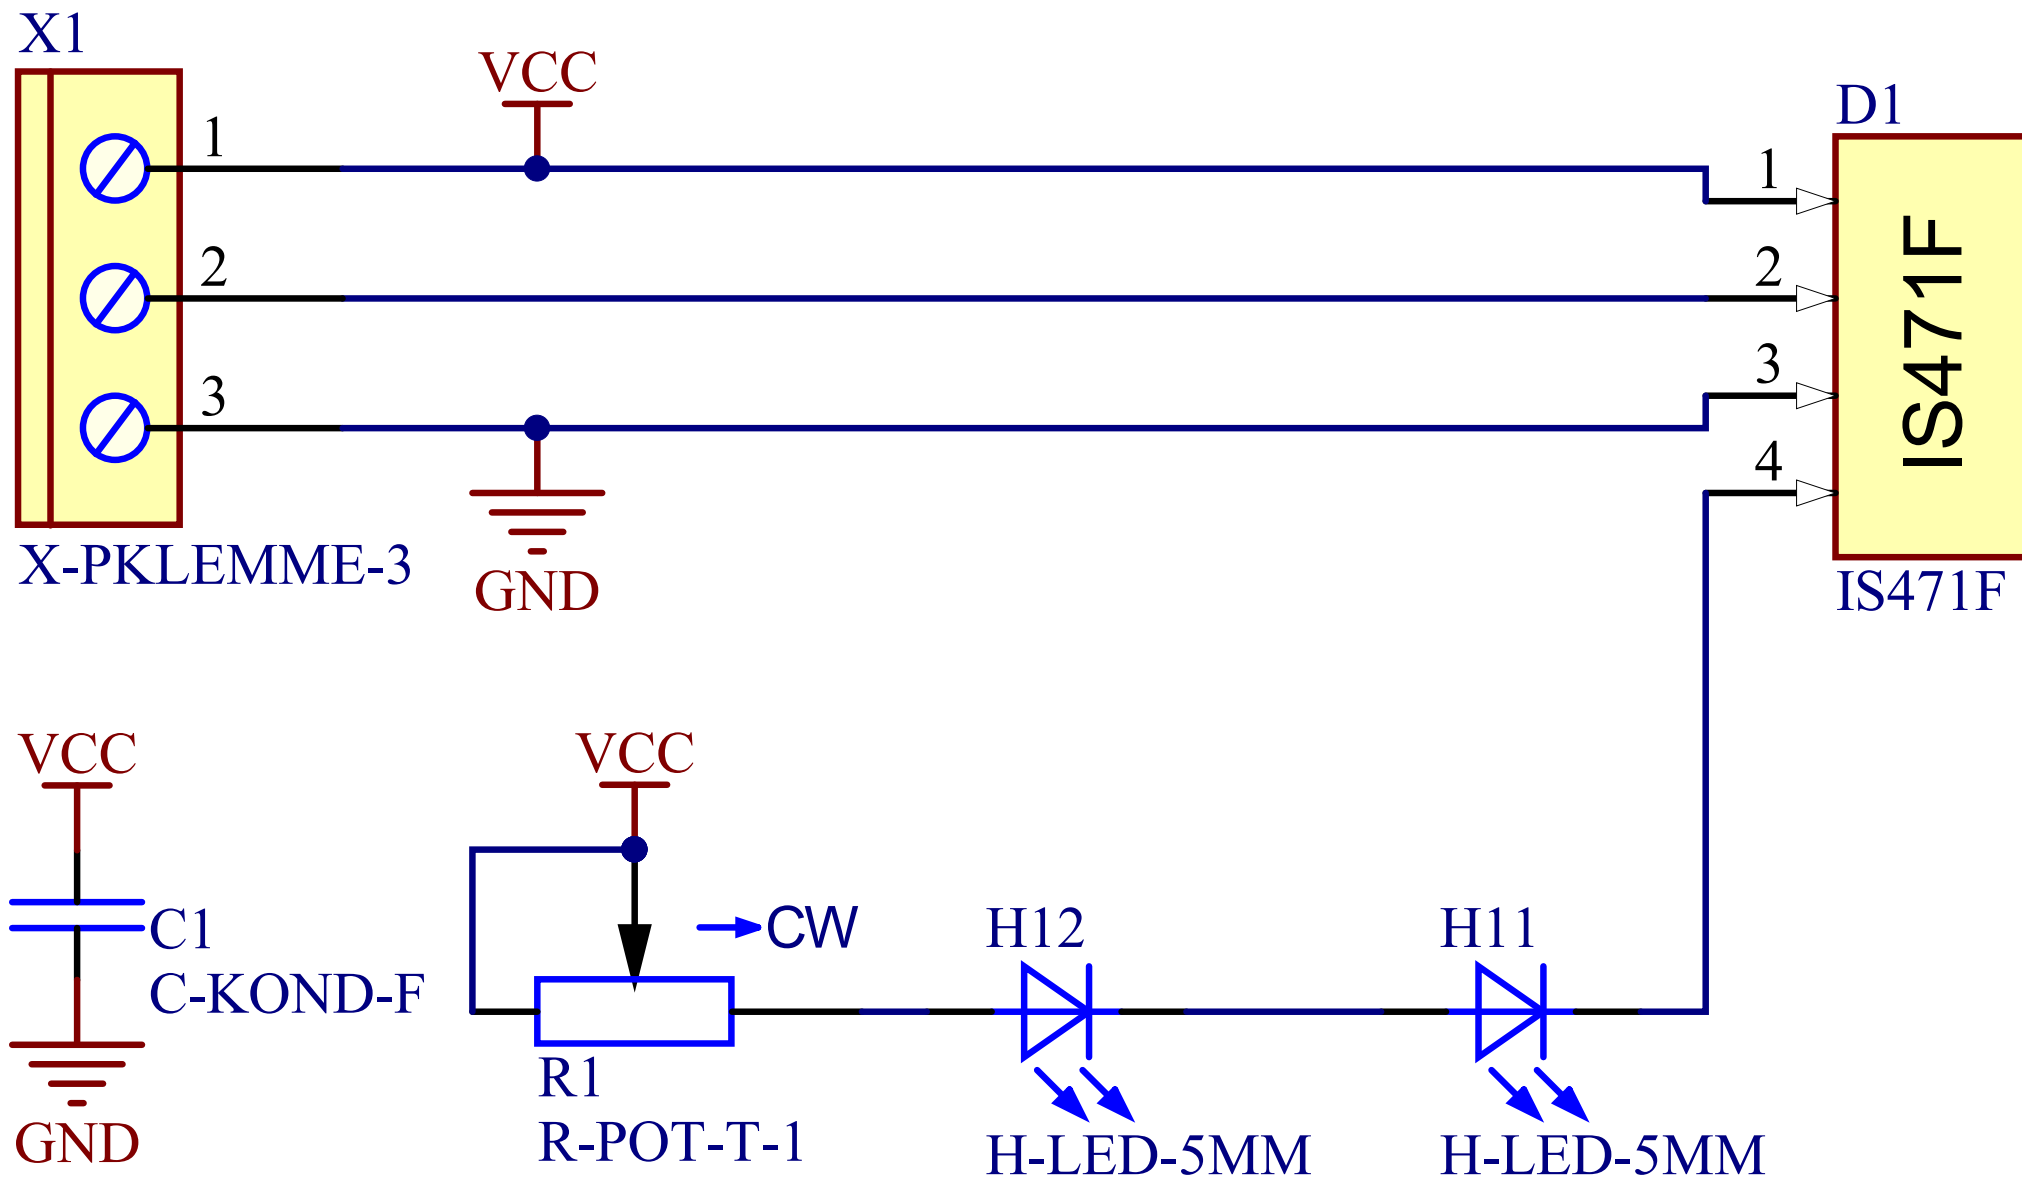 X1
VCC
D1
1
1
2
2
3
3
4
IS471F
X-PKLEMME-3
GND
IS471F
VCC
VCC
C1
C-KOND-F
CW
H12
H11
R1
R-POT-T-1
GND
H-LED-5MM
H-LED-5MM